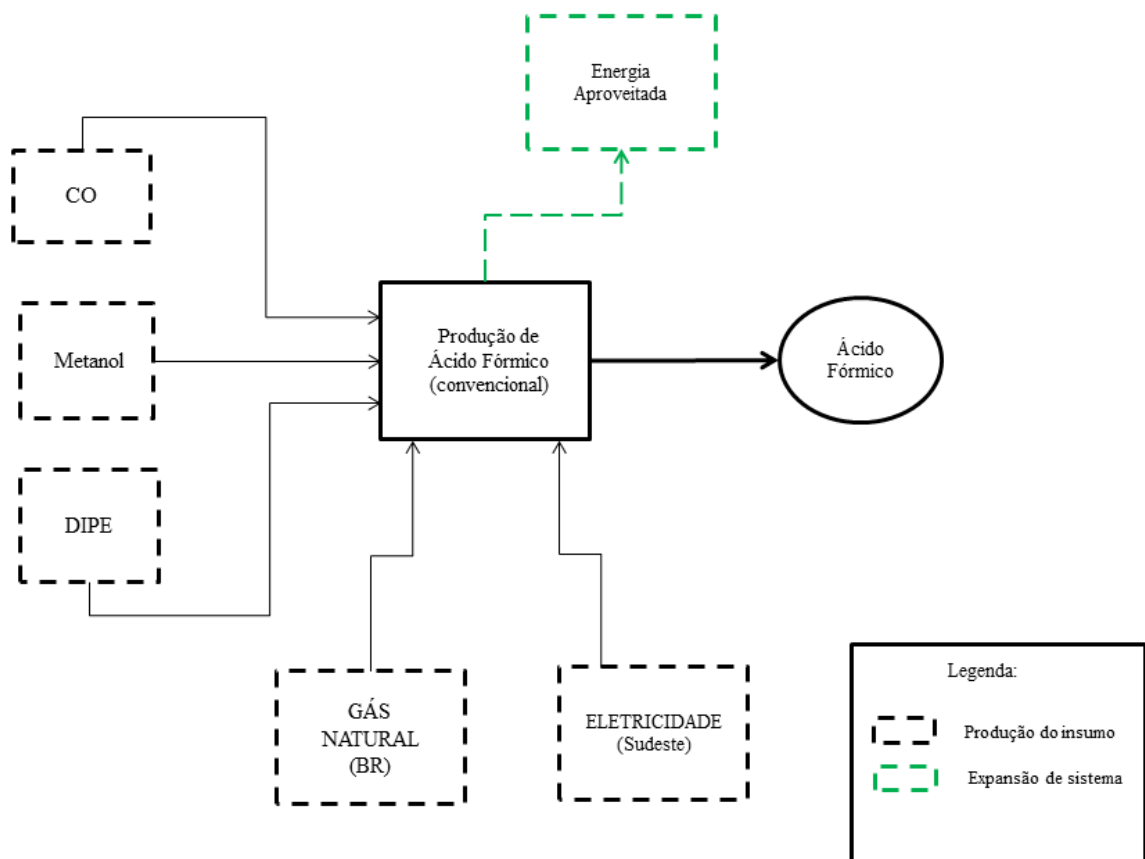 Energia
Aproveitada
CO
Metanol
DIPE
Produção de
Ácido Fórmico
(convencional)
Ácido
Fórmico
GÁS
NATURAL
(BR)
ELETRICIDADE
(Sudeste)
Legenda:
Produção do insumo
Expansão de sistema